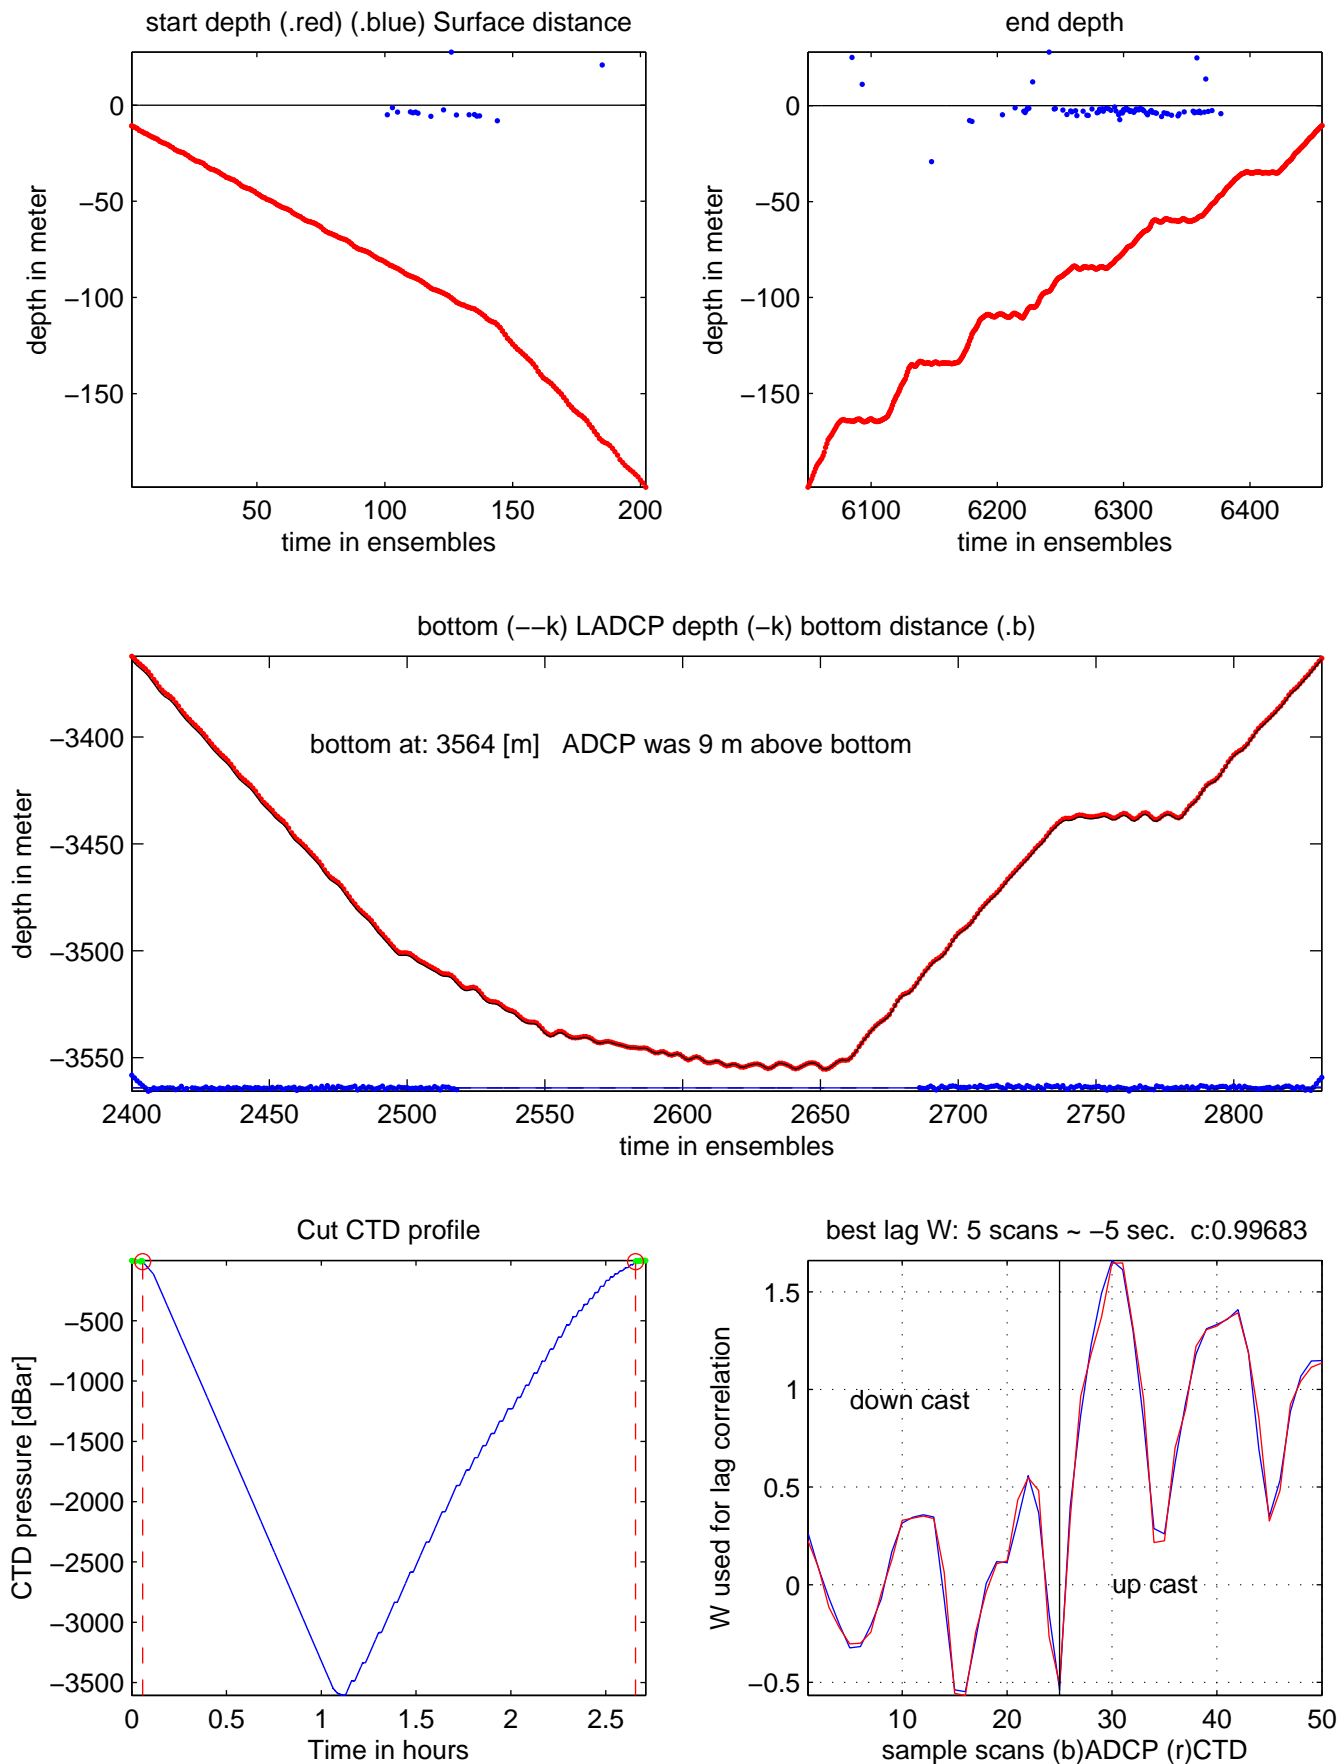 start depth (.red) (.blue) Surface distance
0
−50
−100
−150
depth in meter
50
100
150
200
time in ensembles
end depth
0
−50
−100
−150
depth in meter
6100
6200
6300
6400
time in ensembles
bottom (−−k) LADCP depth (−k) bottom distance (.b)
bottom at: 3564 [m]   ADCP was 9 m above bottom
−3400
−3450
−3500
−3550
depth in meter
2400
2450
2500
2550
2600
2650
2700
2750
2800
time in ensembles
Cut CTD profile
−500
−1000
−1500
−2000
−2500
−3000
−3500
CTD pressure [dBar]
0
0.5
1
1.5
2
2.5
Time in hours
best lag W: 5 scans ~ −5 sec.  c:0.99683
1.5
1
0.5
0
−0.5
W used for lag correlation
down cast
up cast
10
20
30
40
50
sample scans (b)ADCP (r)CTD